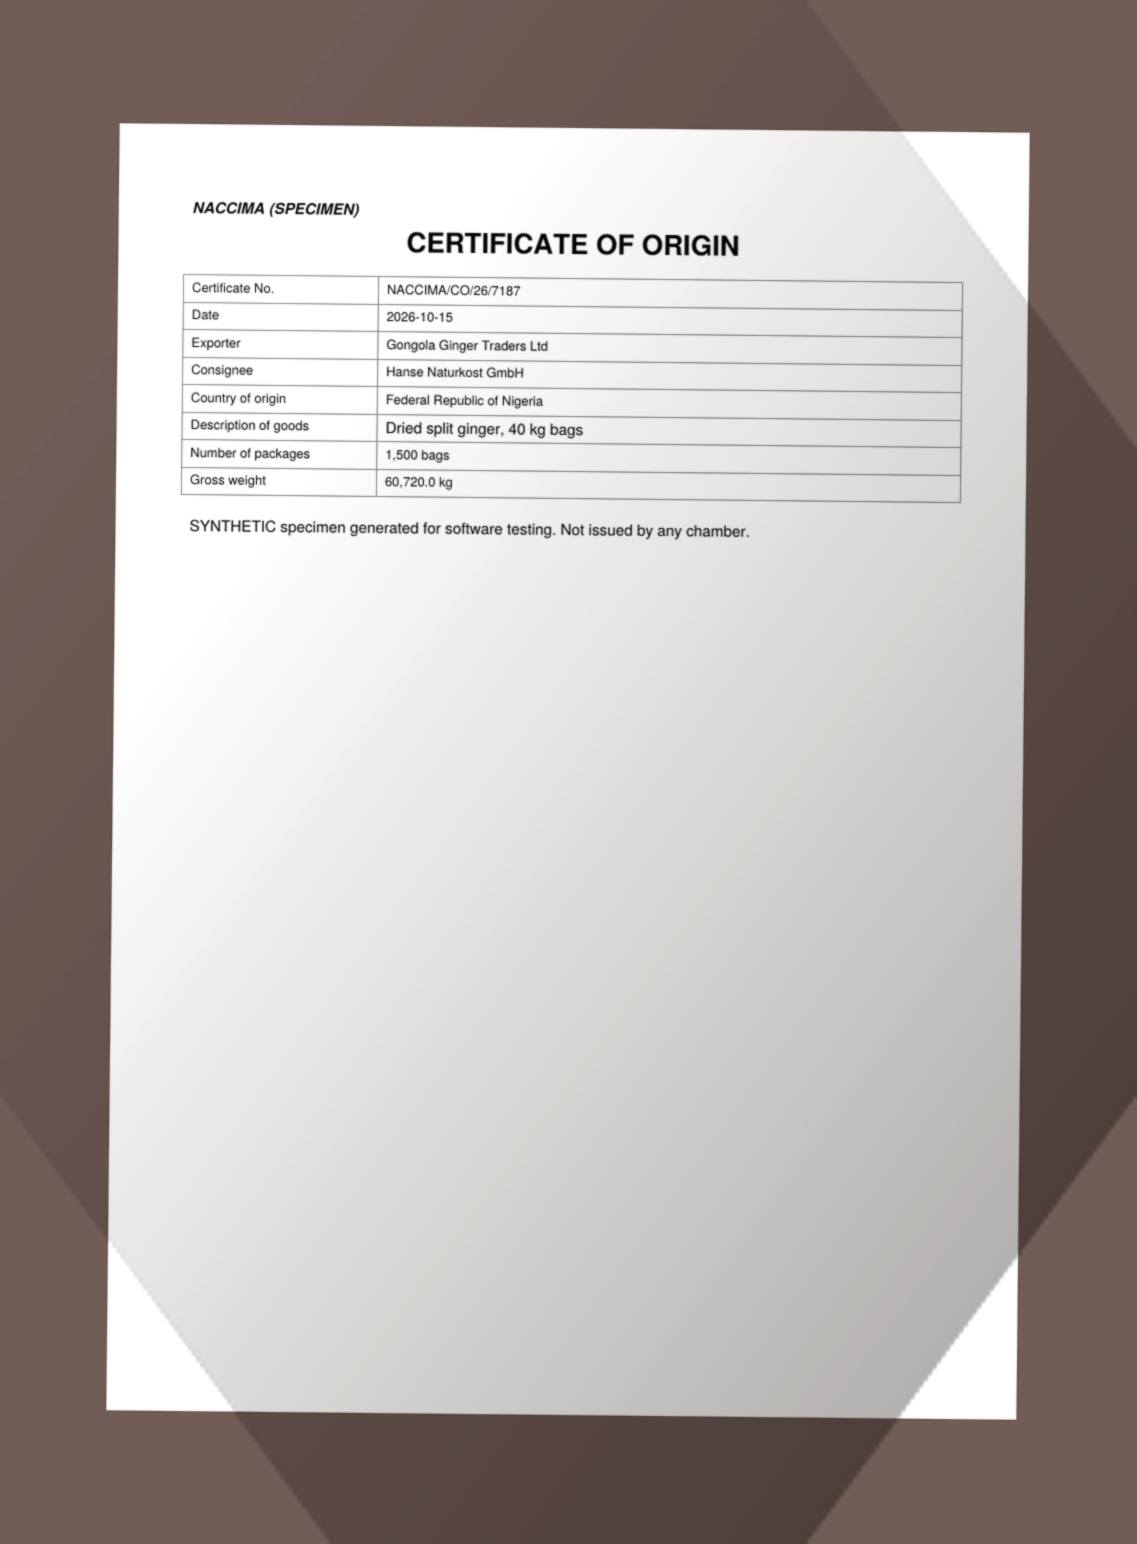 NACCIMA (SPECIMEN)
CERTIFICATE OF ORIGIN
Certificate No. NACCIMA/CO/26/7187
Date 2026-10-15
Exporter Gongola Ginger Traders Ltd
Consignee Hanse Naturkost GmbH
Country of origin Federal Republic of Nigeria
Description of goods Dried split ginger, 40 kg bags
Number of packages 1,500 bags
Gross weight 60,720.0 kg
SYNTHETIC specimen generated for software testing. Not issued by any chamber.